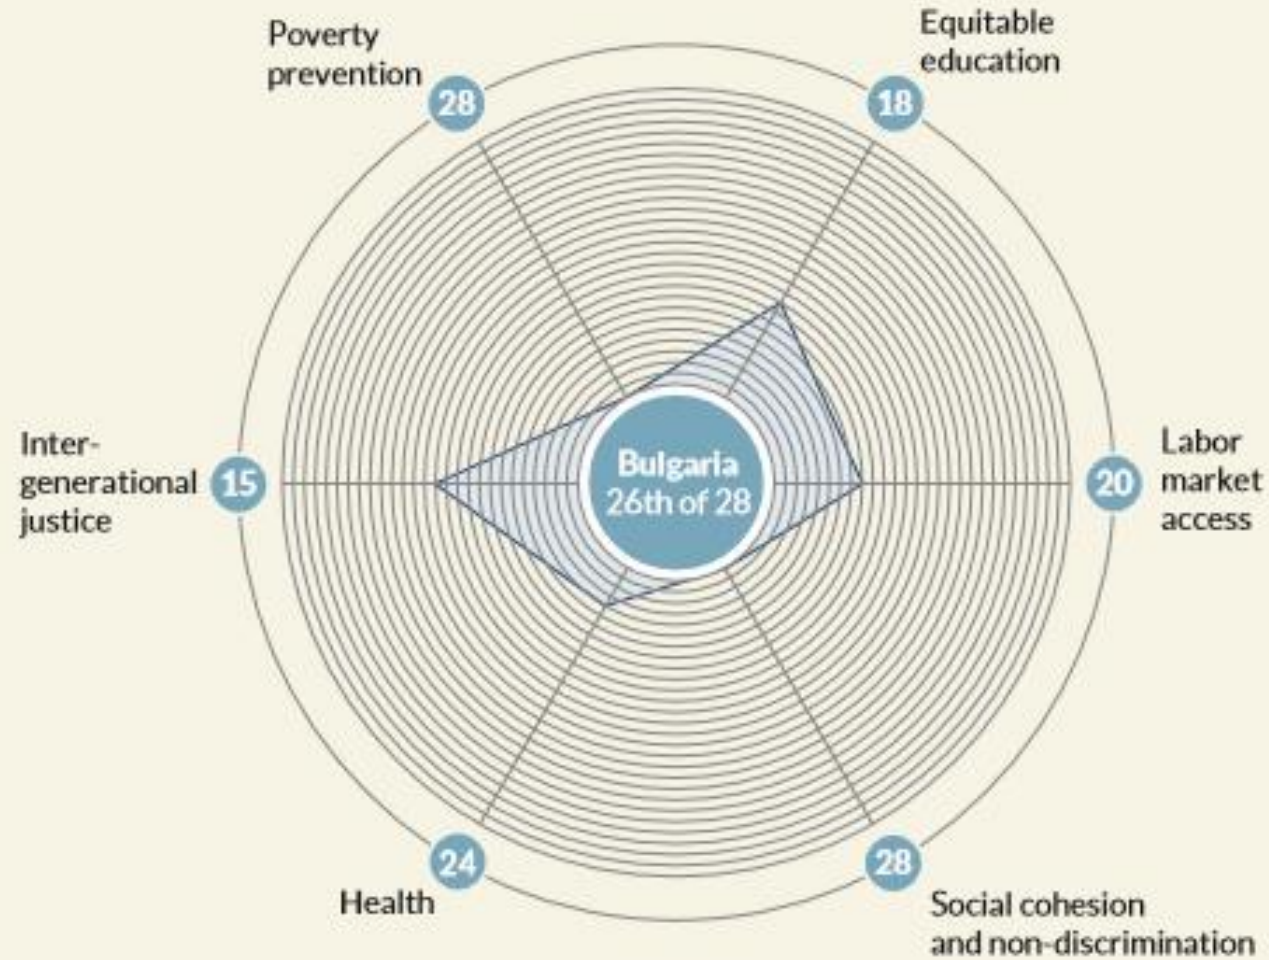 Poverty
prevention
28
Equitable
education
18
Inter-
generational
justice
15
Bulgaria
26th of 28
20
Labor
market
access
24
Health
28
Social cohesion
and non-discrimination